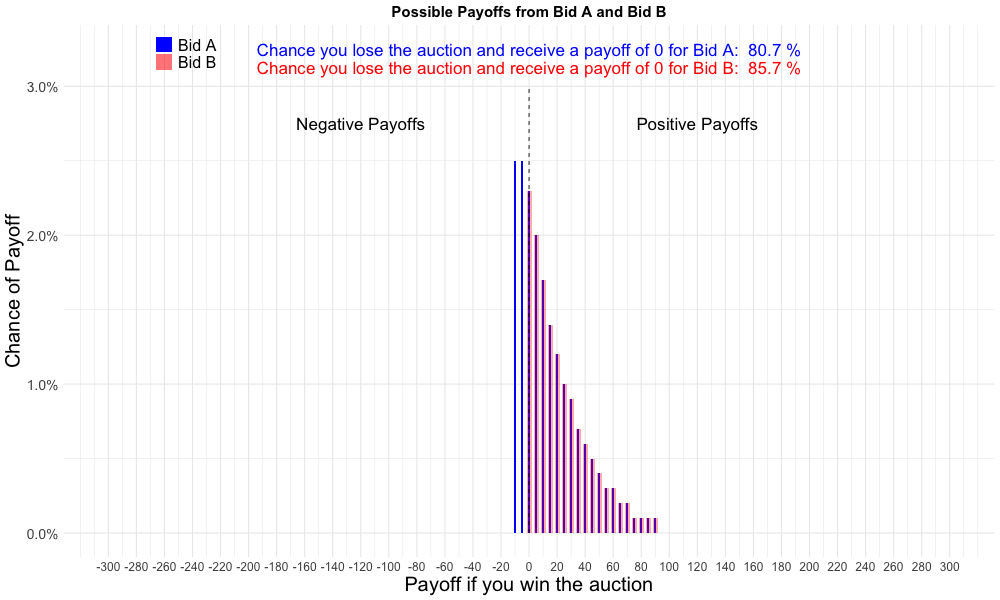 Possible Payoffs from Bid A and Bid B
Bid A
Bid B
Chance you lose the auction and receive a payoff of 0 for Bid A:  80.7 %
Chance you lose the auction and receive a payoff of 0 for Bid B:  85.7 %
Negative Payoffs
Positive Payoffs
Chance of Payoff
3.0%
2.0%
1.0%
0.0%
-300 -280 -260 -240 -220 -200 -180 -160 -140 -120 -100 -80 -60 -40 -20 0 20 40 60 80 100 120 140 160 180 200 220 240 260 280 300
Payoff if you win the auction